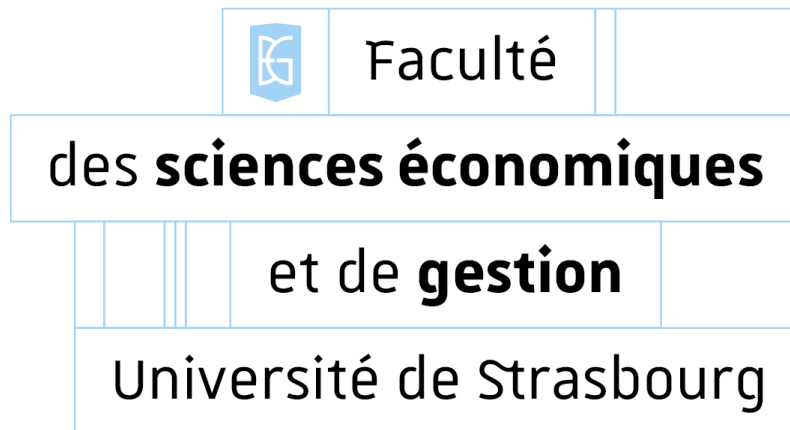 Faculté
des sciences économiques
et de gestion
Université de Strasbourg